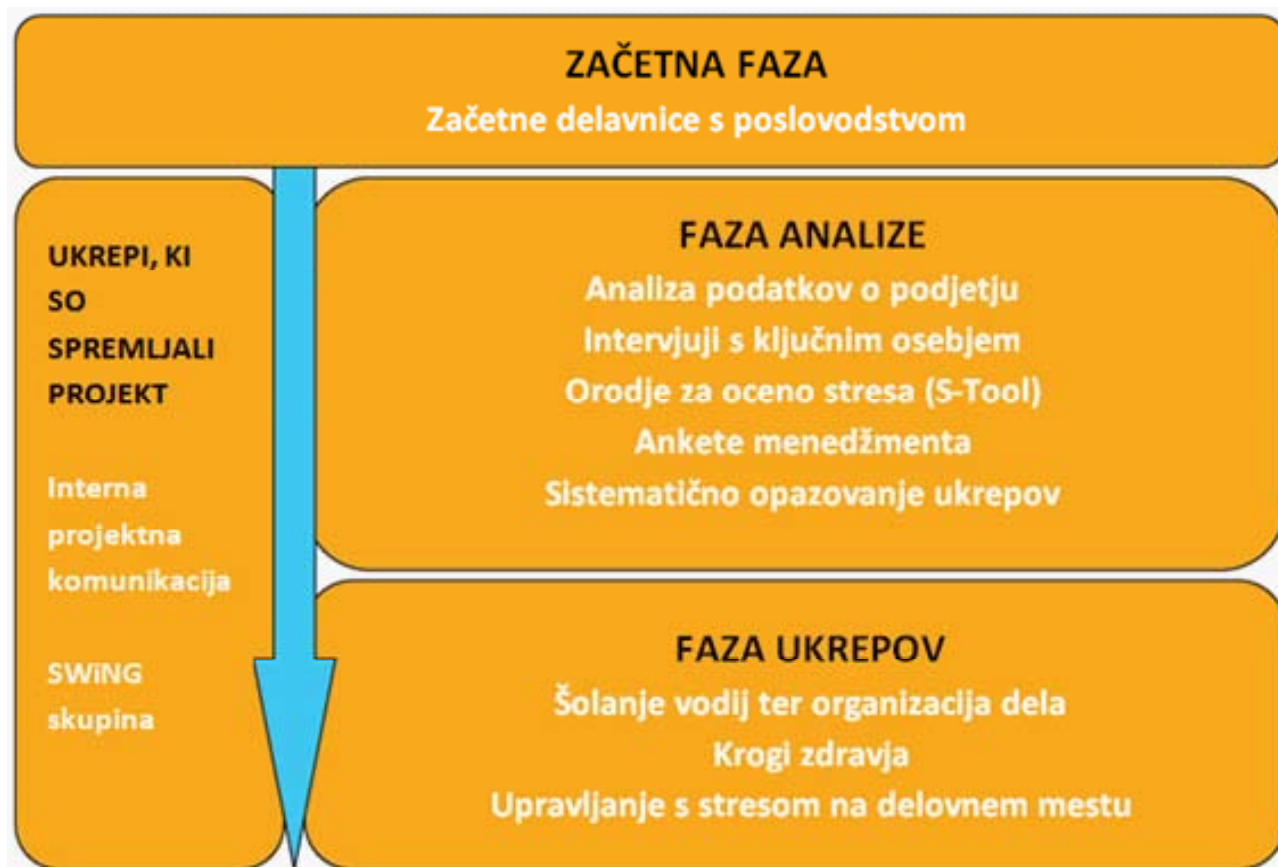 ZAČETNA FAZA
Začetne delavnice s poslovodstvom
UKREPI, KI
SO
SPREMLJALI
PROJEKT
Interna
projektna
komunikacija
SWiNG
skupina
FAZA ANALIZE
Analiza podatkov o podjetju
Intervjuji s ključnim osebjem
Orodje za oceno stresa (S-Tool)
Ankete menedžmenta
Sistematično opazovanje ukrepov
FAZA UKREPOV
Šolanje vodij ter organizacija dela
Krogi zdravja
Upravljanje s stresom na delovnem mestu